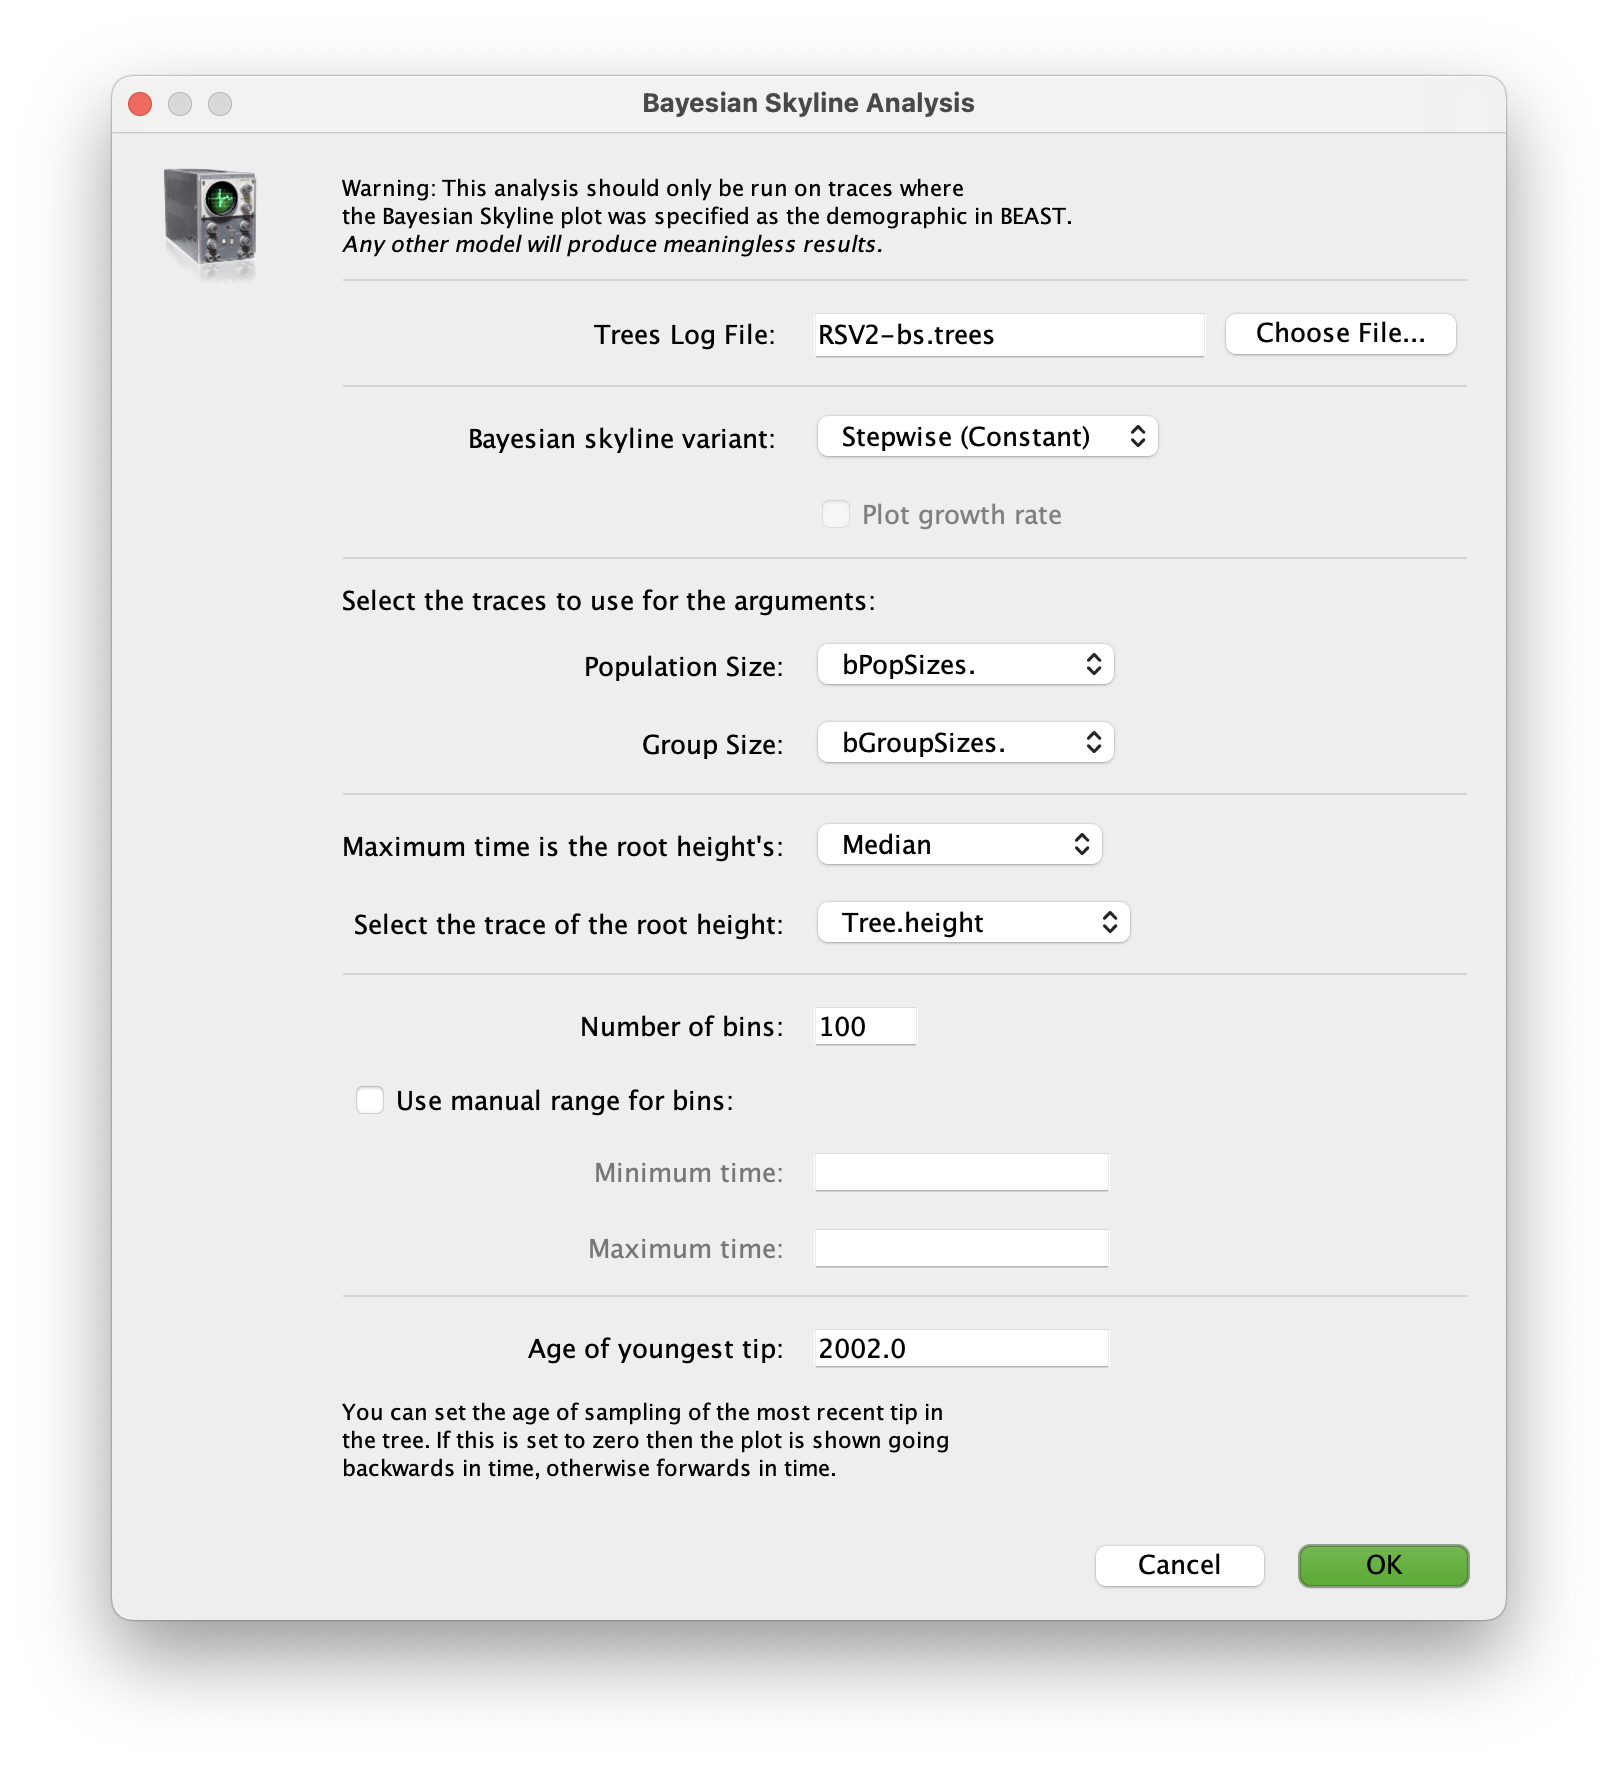 Bayesian Skyline Analysis
Warning: This analysis should only be run on traces where
the Bayesian Skyline plot was specified as the demographic in BEAST.
Any other model will produce meaningless results.
Trees Log File: RSV2-bs.trees Choose File...
Bayesian skyline variant: Stepwise (Constant)
Plot growth rate
Select the traces to use for the arguments:
Population Size: bPopSizes.
Group Size: bGroupSizes.
Maximum time is the root height's: Median
Select the trace of the root height: Tree.height
Number of bins: 100
Use manual range for bins:
Minimum time:
Maximum time:
Age of youngest tip: 2002.0
You can set the age of sampling of the most recent tip in
the tree. If this is set to zero then the plot is shown going
backwards in time, otherwise forwards in time.
Cancel OK